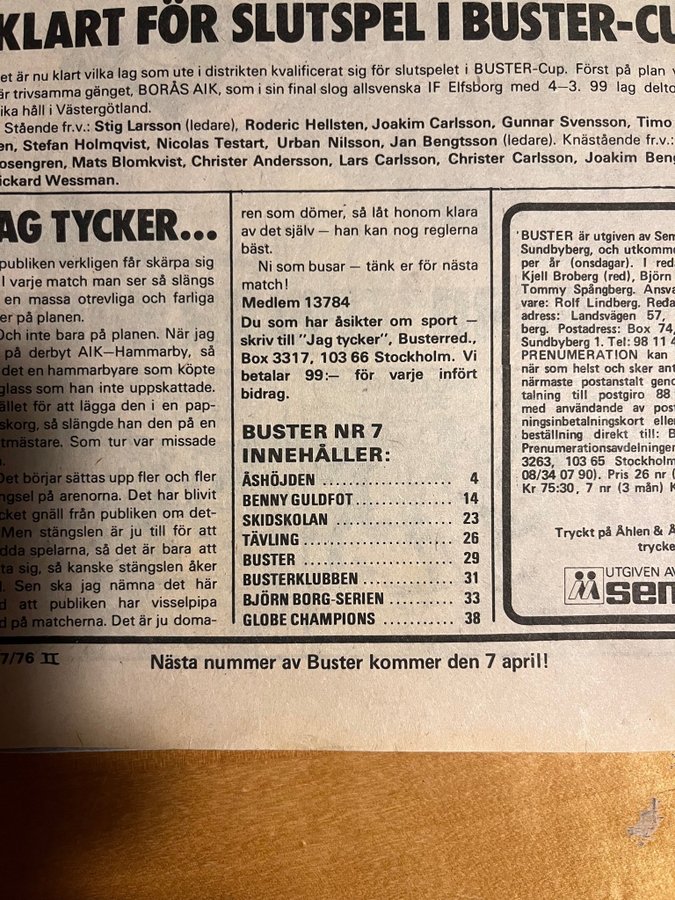 KLART FÖR SLUTSPEL I BUSTER-CU
et är nu klart vilka lag som ute i distrikten kvalificerat sig för slutspelet i BUSTER-Cup. Först på plan
är trivsamma gänget, BORÅS AIK, som i sin final slog allsvenska IF Elfsborg med 4–3. 99 lag delto
ika håll i Västergötland.
Stående fr.v.: Stig Larsson (ledare), Roderic Hellsten, Joakim Carlsson, Gunnar Svensson, Timo
en, Stefan Holmqvist, Nicolas Testart, Urban Nilsson, Jan Bengtsson (ledare). Knästående fr.v.:
osengren, Mats Blomkvist, Christer Andersson, Lars Carlsson, Christer Carlsson, Joakim Beng
ickard Wessman.
AG TYCKER...
publiken verkligen får skärpa sig
I varje match man ser så slängs
en massa otrevliga och farliga
er på planen.
Och inte bara på planen. När jag
på derbyt AIK–Hammarby, så
det en hammarbyare som köpte
glass som han inte uppskattade.
ället för att lägga den i en pap-
skorg, så slängde han den på en
tmästare. Som tur var missade
Det börjar sättas upp fler och fler
ngsel på arenorna. Det har blivit
cket gnäll från publiken om det-
Men stängslen är ju till för att
dda spelarna, så det är bara att
ta sig, så kanske stängslen åker
. Sen ska jag nämna det här
d att publiken har visselpipa
d på matcherna. Det är ju doma-
ren som dömer, så låt honom klara
av det själv – han kan nog reglerna
bäst.
Ni som busar – tänk er för nästa
match!
Medlem 13784
Du som har åsikter om sport –
skriv till "Jag tycker", Busterred.,
Box 3317, 103 66 Stockholm. Vi
betalar 99:– för varje infört
bidrag.
BUSTER NR 7
INNEHÅLLER:
ÅSHÖJDEN ................... 4
BENNY GULDFOT.............. 14
SKIDSKOLAN .................. 23
TÄVLING ...................... 26
BUSTER ....................... 29
BUSTERKLUBBEN ............. 31
BJÖRN BORG-SERIEN ......... 33
GLOBE CHAMPIONS .......... 38
BUSTER är utgiven av Sem
Sundbyberg, och utkomme
per år (onsdagar). I red
Kjell Broberg (red), Björn
Tommy Spångberg. Ansva
vare: Rolf Lindberg. Reda
adress: Landsvägen 57,
berg. Postadress: Box 74,
Sundbyberg 1. Tel: 98 11 4
PRENUMERATION kan
när som helst och sker ant
närmaste postanstalt geno
talning till postgiro 88
med användande av post
ningsinbetalningskort eller
beställning direkt till: B
Prenumerationsavdelningen
3263, 103 65 Stockholm
08/34 07 90). Pris 26 nr (
Kr 75:30, 7 nr (3 mån) K
Tryckt på Åhlen & Å
trycke
UTGIVEN AV
sem
7/76 II
Nästa nummer av Buster kommer den 7 april!